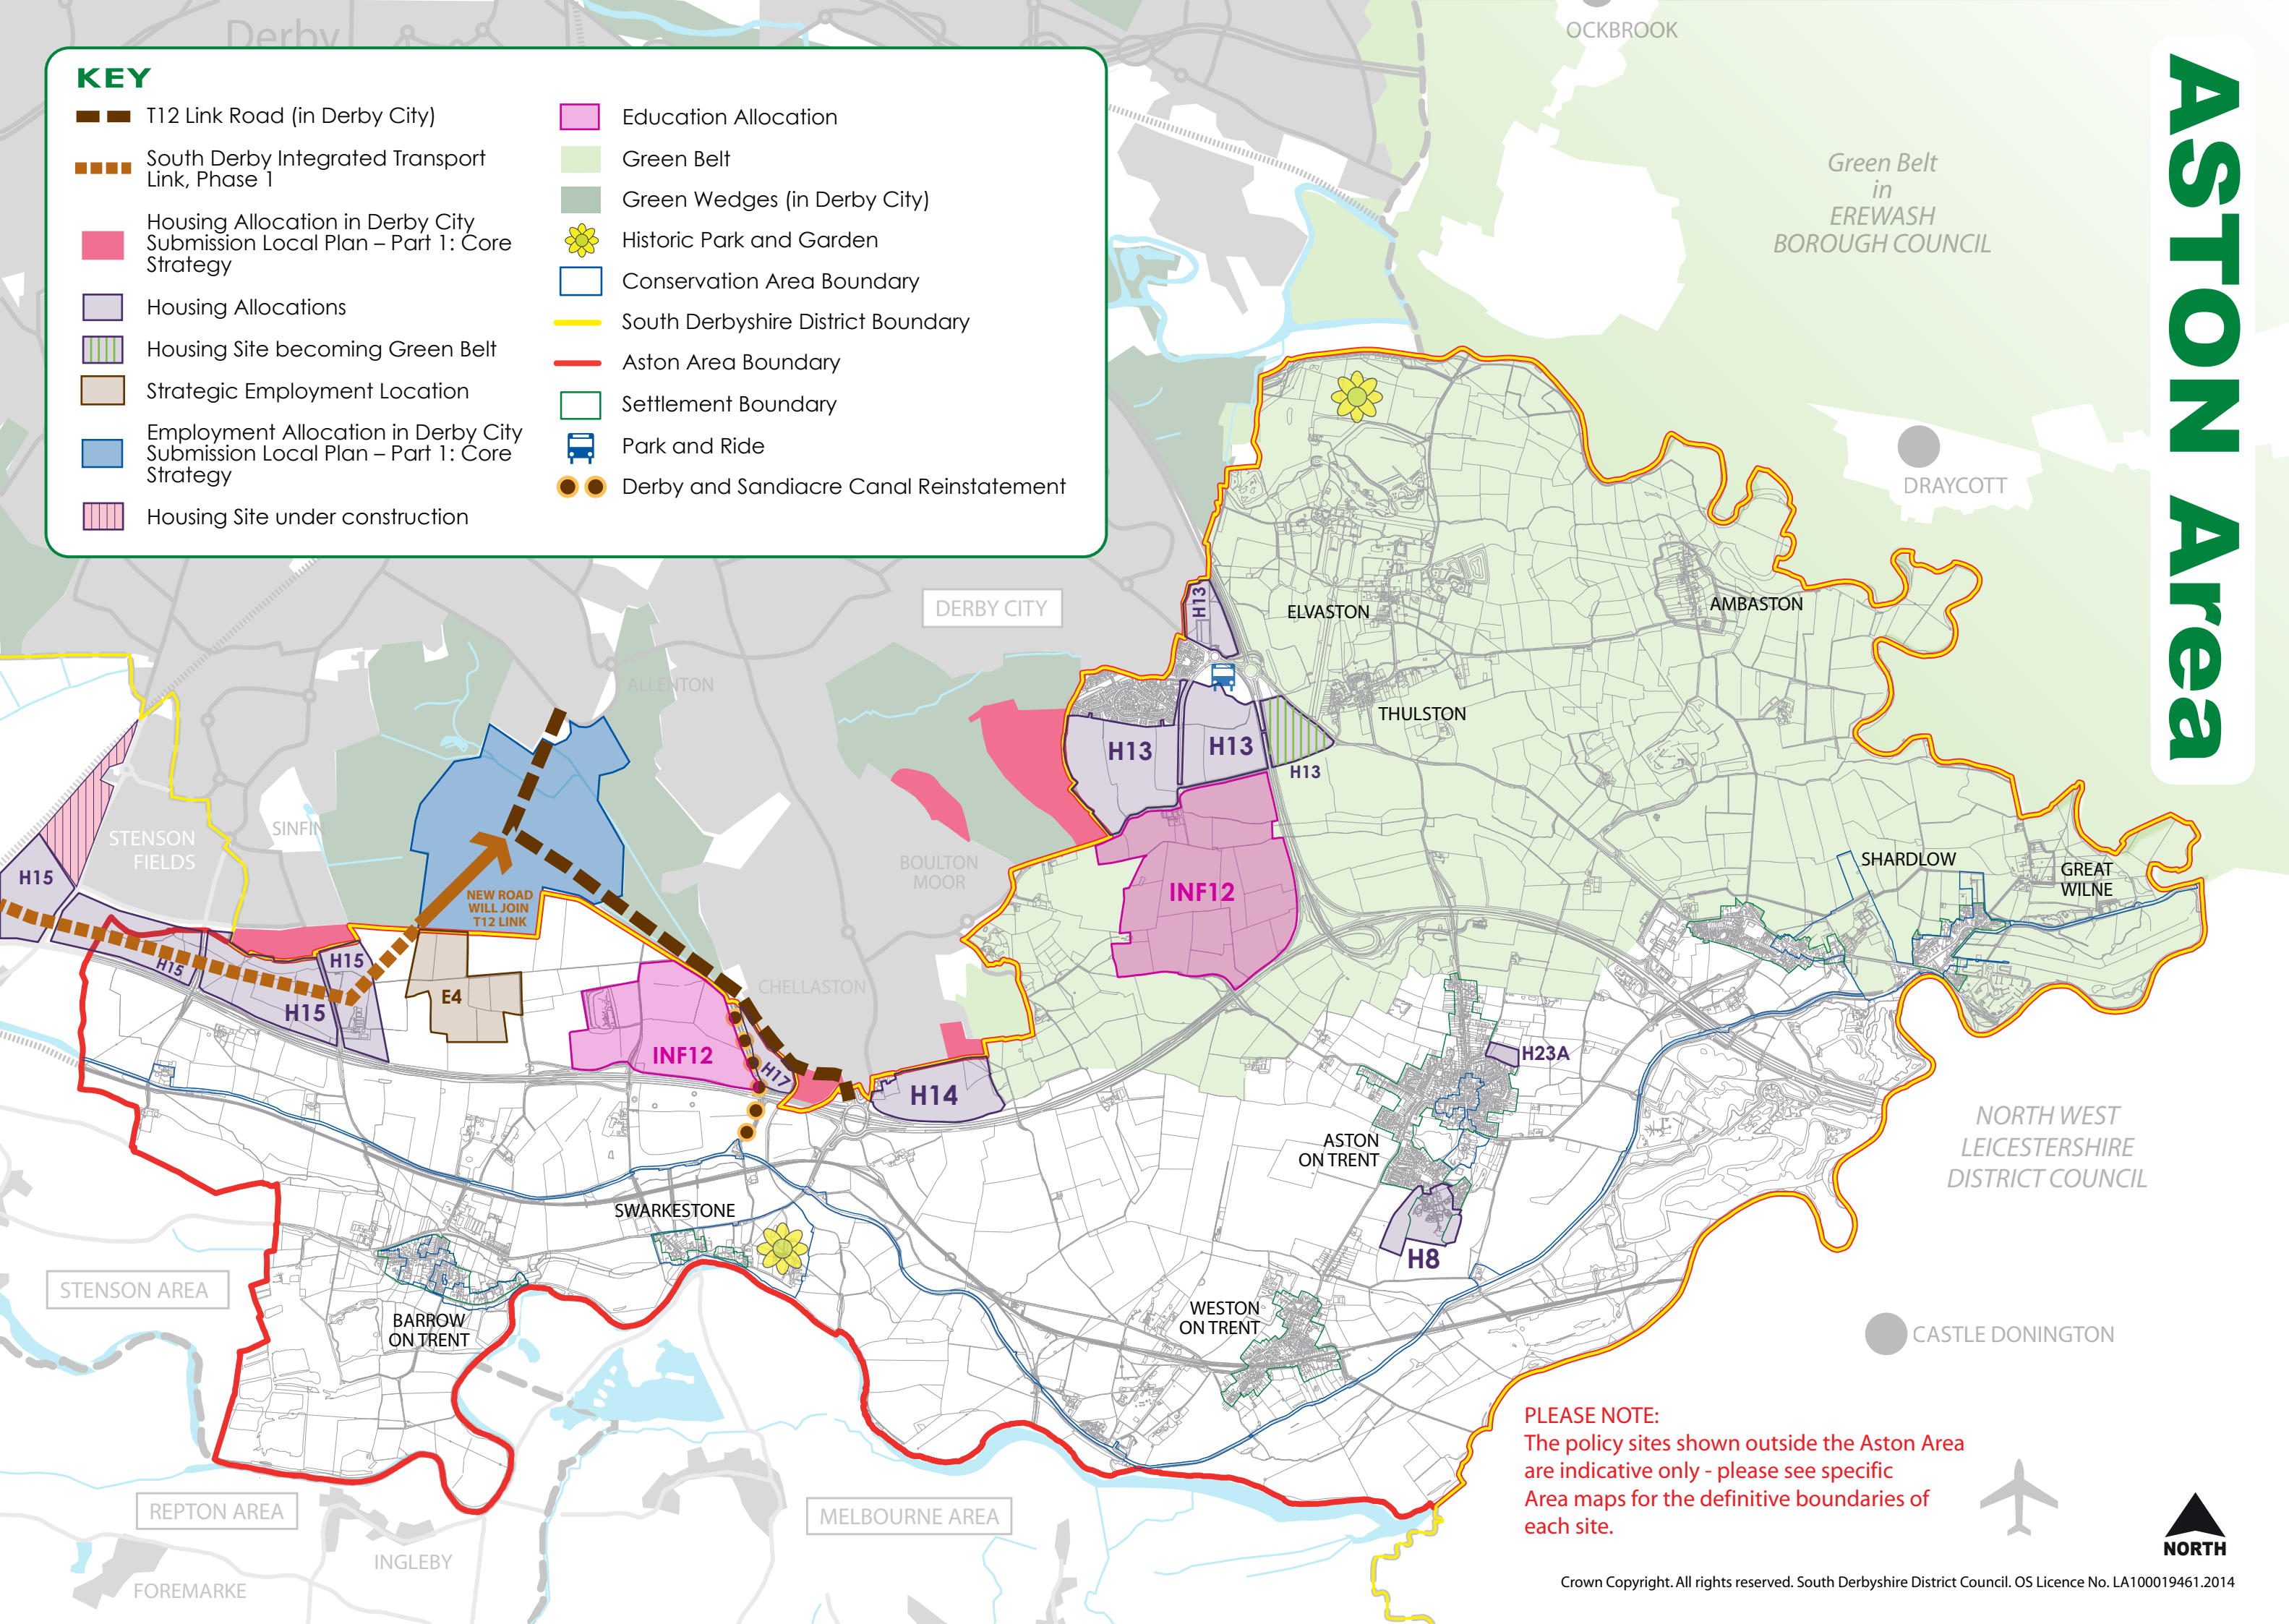 Derby
OCKBROOK
ASTON Area
KEY
T12 Link Road (in Derby City)
South Derby Integrated Transport
Link, Phase 1
Housing Allocation in Derby City
Submission Local Plan – Part 1: Core
Strategy
Housing Allocations
Housing Site becoming Green Belt
Strategic Employment Location
Employment Allocation in Derby City
Submission Local Plan – Part 1: Core
Strategy
Housing Site under construction
Education Allocation
Green Belt
Green Wedges (in Derby City)
Historic Park and Garden
Conservation Area Boundary
South Derbyshire District Boundary
Aston Area Boundary
Settlement Boundary
Park and Ride
Derby and Sandiacre Canal Reinstatement
Green Belt
in
EREWASH
BOROUGH COUNCIL
DRAYCOTT
DERBY CITY
H13
ELVASTON
AMBASTON
ALLENTON
THULSTON
H13
H13
H13
SINFIN
STENSON
FIELDS
BOULTON
MOOR
SHARDLOW
GREAT
WILNE
H15
INF12
NEW ROAD
WILL JOIN
T12 LINK
H15
H15
H15
E4
CHELLASTON
INF12
H17
H14
H23A
ASTON
ON TRENT
NORTH WEST
LEICESTERSHIRE
DISTRICT COUNCIL
SWARKESTONE
H8
STENSON AREA
BARROW
ON TRENT
WESTON
ON TRENT
CASTLE DONINGTON
PLEASE NOTE:
The policy sites shown outside the Aston Area
are indicative only - please see specific
Area maps for the definitive boundaries of
each site.
REPTON AREA
MELBOURNE AREA
INGLEBY
FOREMARKE
NORTH
Crown Copyright. All rights reserved. South Derbyshire District Council. OS Licence No. LA100019461.2014